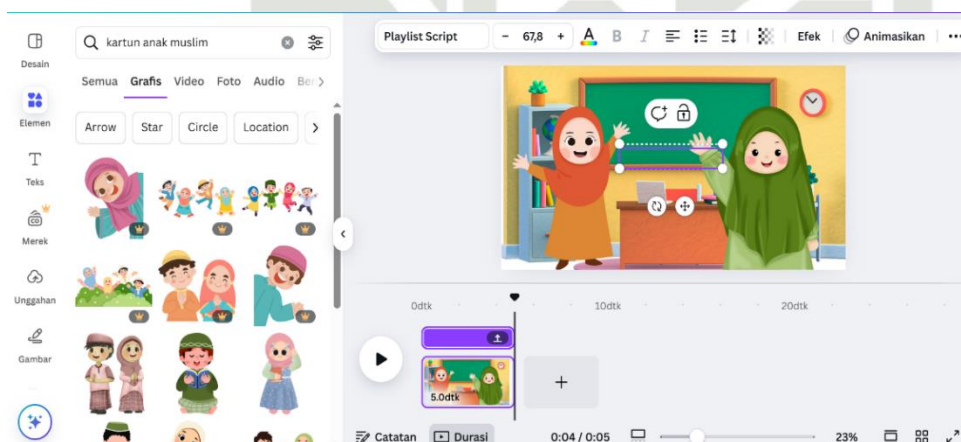 Playlist Script
- 67,8 + A B I
Efek
Animasikan
Desain
Elemen
Teks
Merek
Unggahan
Gambar
kartun anak muslim
Semua Grafis Video Foto Audio
Arrow Star Circle Location
0dtk 10dtk 20dtk
5.0dtk
Catatan Durasi 0:04 / 0:05 23%